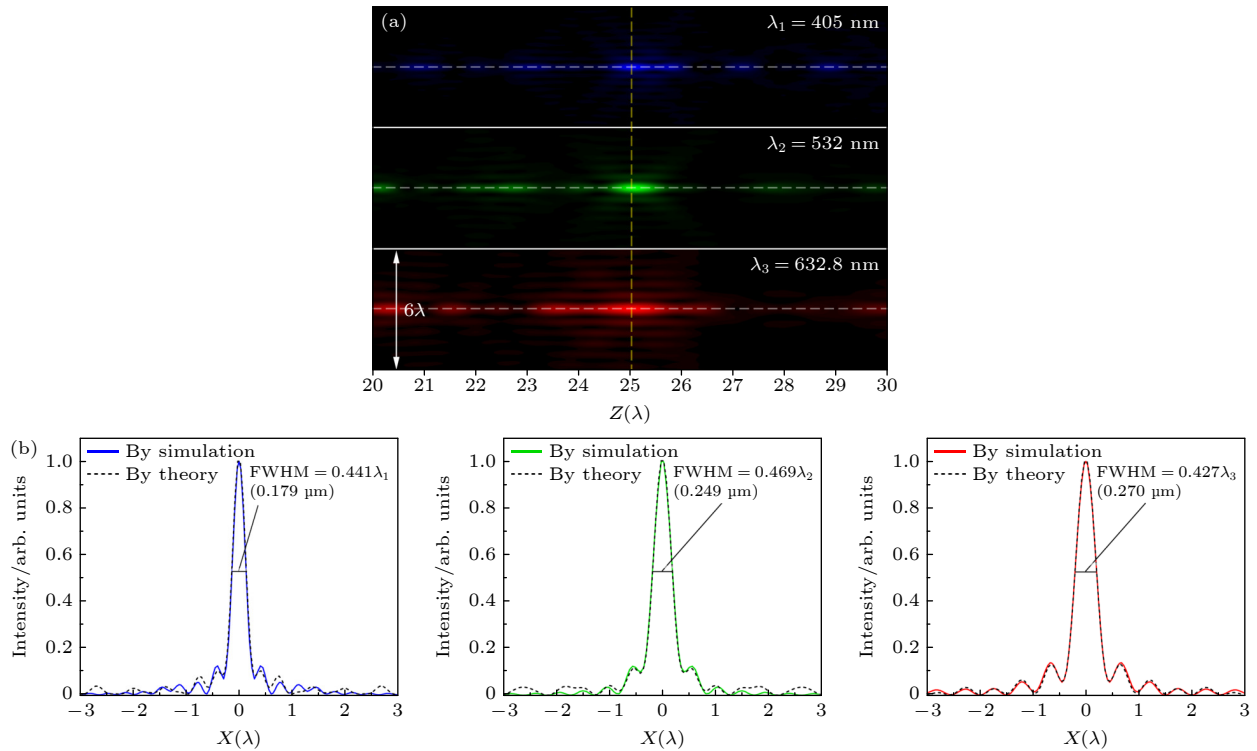 (a)
λ₁ = 405 nm
λ₂ = 532 nm
λ₃ = 632.8 nm
6λ
20 21 22 23 24 25 26 27 28 29 30
Z(λ)
(b)
By simulation
By theory
FWHM = 0.441λ₁
(0.179 µm)
Intensity/arb. units
1.0
0.8
0.6
0.4
0.2
0
−3 −2 −1 0 1 2 3
X(λ)
By simulation
By theory
FWHM = 0.469λ₂
(0.249 µm)
Intensity/arb. units
1.0
0.8
0.6
0.4
0.2
0
−3 −2 −1 0 1 2 3
X(λ)
By simulation
By theory
FWHM = 0.427λ₃
(0.270 µm)
Intensity/arb. units
1.0
0.8
0.6
0.4
0.2
0
−3 −2 −1 0 1 2 3
X(λ)